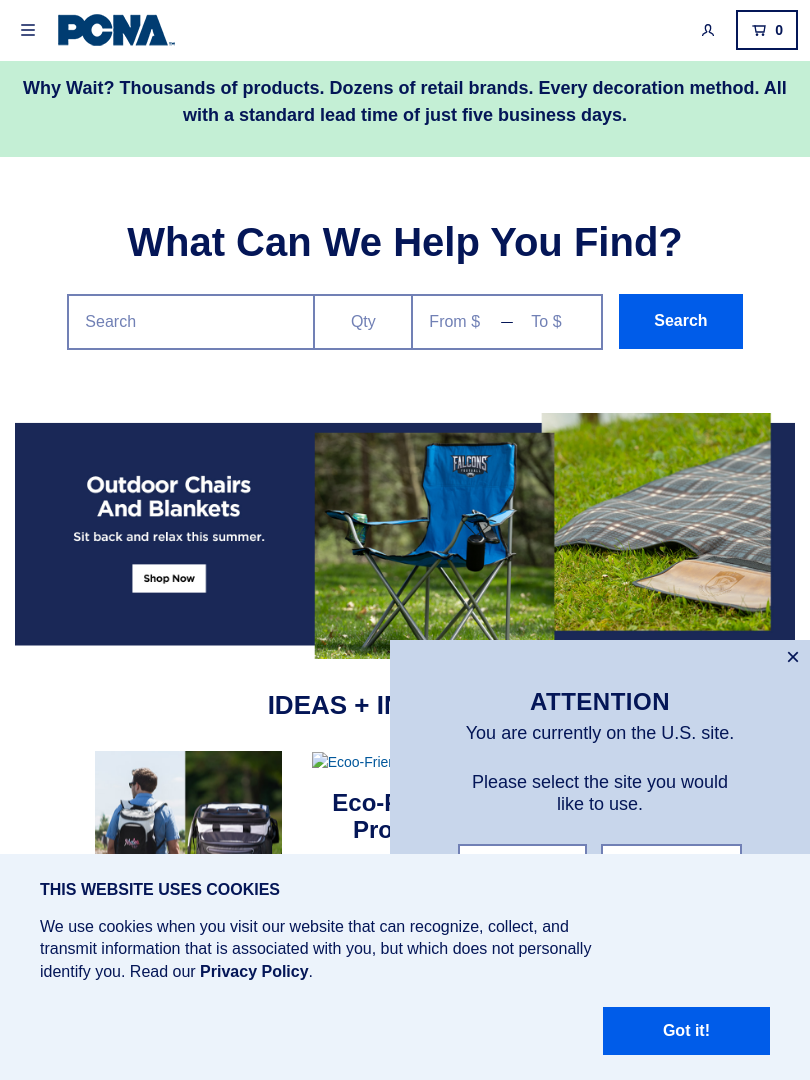 PCNA
0
Why Wait? Thousands of products. Dozens of retail brands. Every decoration method. All
with a standard lead time of just five business days.
What Can We Help You Find?
Search
Qty
From $ — To $
Search
Outdoor Chairs
And Blankets
Sit back and relax this summer.
Shop Now
FALCONS
×
ATTENTION
You are currently on the U.S. site.
Please select the site you would
like to use.
IDEAS + I
Ecoo-Frien
Eco-F
Pro
THIS WEBSITE USES COOKIES
We use cookies when you visit our website that can recognize, collect, and
transmit information that is associated with you, but which does not personally
identify you. Read our Privacy Policy.
Got it!